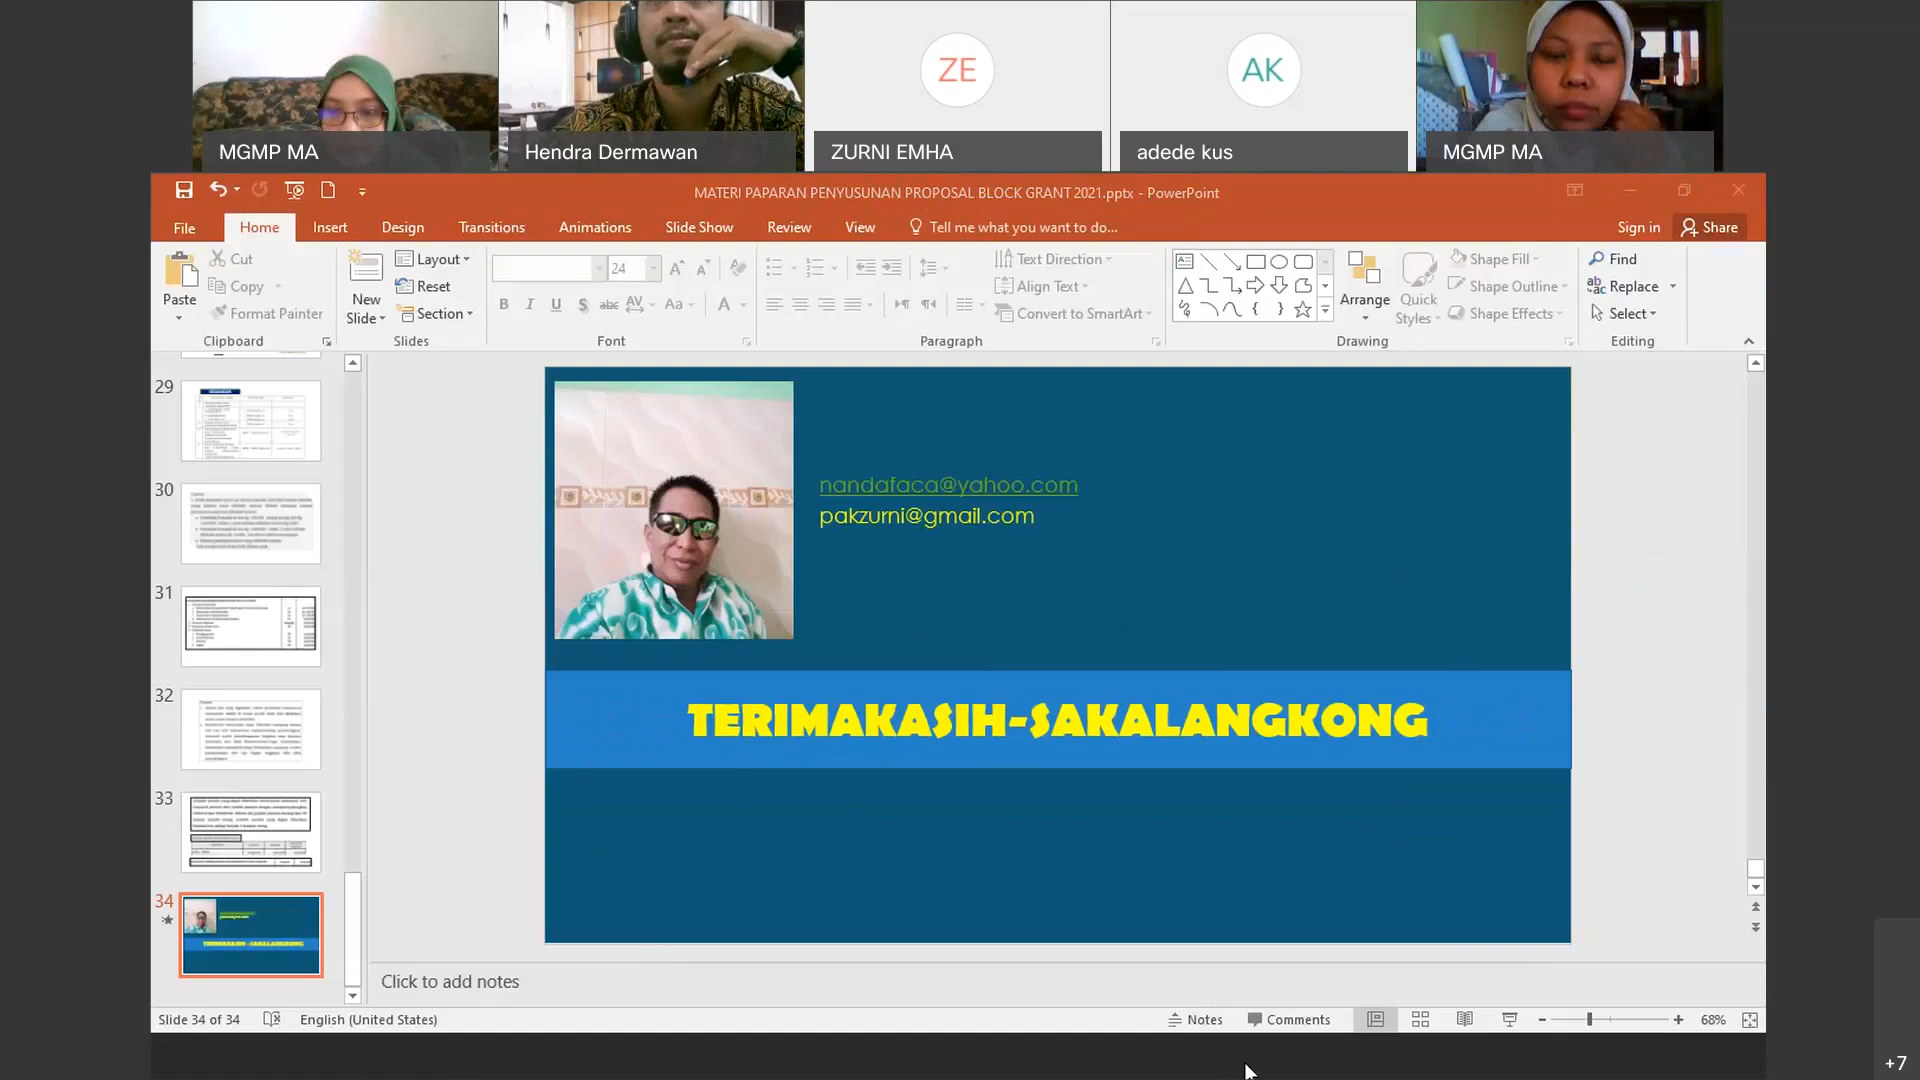 ZE
AK
MGMP MA
Hendra Dermawan
ZURNI EMHA
adede kus
MGMP MA
MATERI PAPARAN PENYUSUNAN PROPOSAL BLOCK GRANT 2021.pptx - PowerPoint
File
Home
Insert
Design
Transitions
Animations
Slide Show
Review
View
Tell me what you want to do...
Sign in
Share
Paste
Cut
Copy
Format Painter
Clipboard
New Slide
Layout
Reset
Section
Slides
24
B I U S abc AV Aa A
Font
Text Direction
Align Text
Convert to SmartArt
Paragraph
Arrange
Quick Styles
Shape Fill
Shape Outline
Shape Effects
Drawing
Find
Replace
Select
Editing
29
30
31
32
33
34
nandafaca@yahoo.com
pakzurni@gmail.com
TERIMAKASIH-SAKALANGKONG
TERIMAKASIH-SAKALANGKONG
Click to add notes
Slide 34 of 34
English (United States)
Notes
Comments
68%
+7